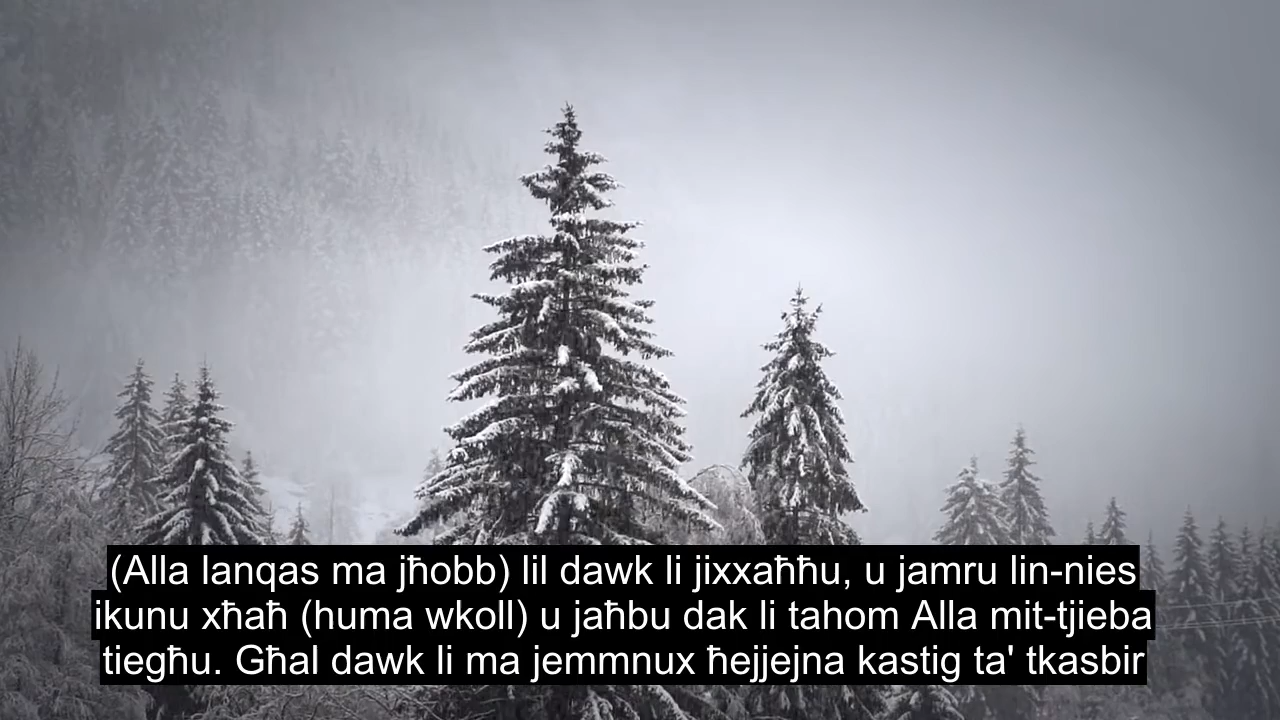 (Alla lanqas ma jħobb) lil dawk li jixxaħħu, u jamru lin-nies
ikunu xħaħ (huma wkoll) u jaħbu dak li tahom Alla mit-tjieba
tiegħu. Għal dawk li ma jemmnux ħejjejna kastig ta' tkasbir